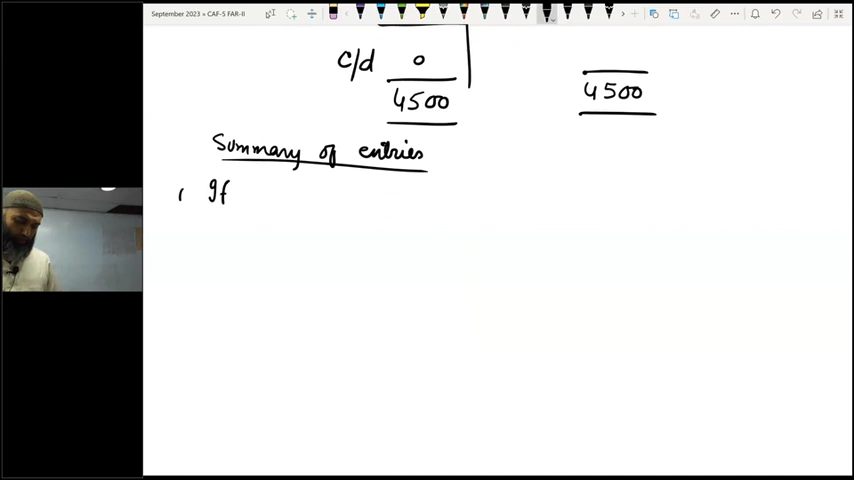 September 2023 » CAF-5 FAR-II
c/d 0
4500 4500
Summary of entries
1 If